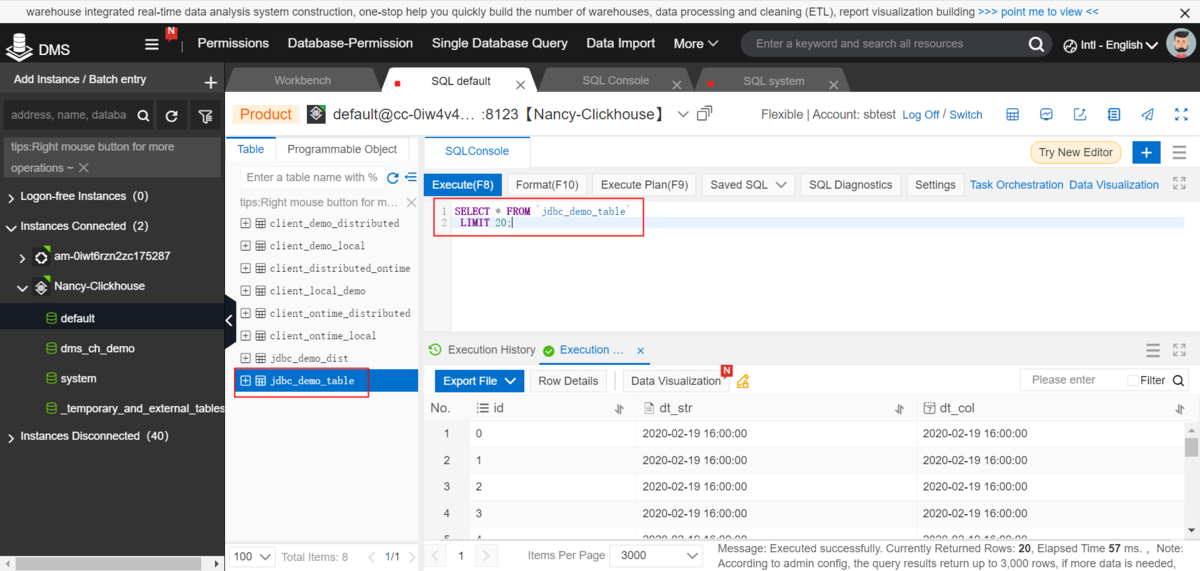 warehouse integrated real-time data analysis system construction, one-stop help you quickly build the number of warehouses, data processing and cleaning (ETL), report visualization building >>> point me to view <<
DMS
N
Permissions Database-Permission Single Database Query Data Import More
Enter a keyword and search all resources
Intl - English
Add Instance / Batch entry
Workbench
SQL default
SQL Console
SQL system
address, name, databa
tips:Right mouse button for more
operations ~
Logon-free Instances (0)
Instances Connected (2)
am-0iwt6rzn2zc175287
Nancy-Clickhouse
default
dms_ch_demo
system
_temporary_and_external_tables
Instances Disconnected (40)
Product
default@cc-0iw4v4... :8123【Nancy-Clickhouse】
Flexible | Account: sbtest Log Off / Switch
Table Programmable Object
Enter a table name with %
tips:Right mouse button for m...
client_demo_distributed
client_demo_local
client_distributed_ontime
client_local_demo
client_ontime_distributed
client_ontime_local
jdbc_demo_dist
jdbc_demo_table
100 Total Items: 8 1/1
SQLConsole
Try New Editor
Execute(F8) Format(F10) Execute Plan(F9) Saved SQL SQL Diagnostics Settings Task Orchestration Data Visualization
1 SELECT * FROM `jdbc_demo_table`
2 LIMIT 20;
Execution History Execution ...
Export File Row Details Data Visualization N
Please enter Filter
No. id dt_str dt_col
1 0 2020-02-19 16:00:00 2020-02-19 16:00:00
2 1 2020-02-19 16:00:00 2020-02-19 16:00:00
3 2 2020-02-19 16:00:00 2020-02-19 16:00:00
4 3 2020-02-19 16:00:00 2020-02-19 16:00:00
1 Items Per Page 3000
Message: Executed successfully. Currently Returned Rows: 20, Elapsed Time 57 ms. , Note:
According to admin config, the query results return up to 3,000 rows, if more data is needed,